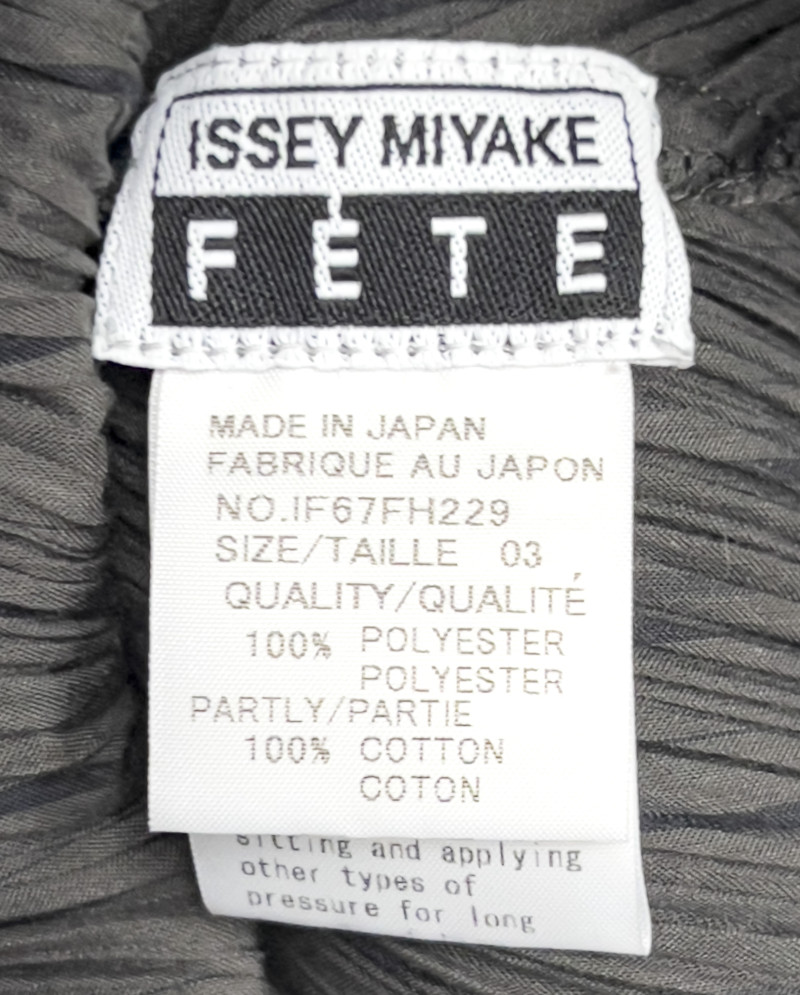 ISSEY MIYAKE
FÊTE
MADE IN JAPAN
FABRIQUE AU JAPON
NO.IF67FH229
SIZE/TAILLE 03
QUALITY/QUALITÉ
100% POLYESTER
POLYESTER
PARTLY/PARTIE
100% COTTON
COTON
sitting and applying
other types of
pressure for long